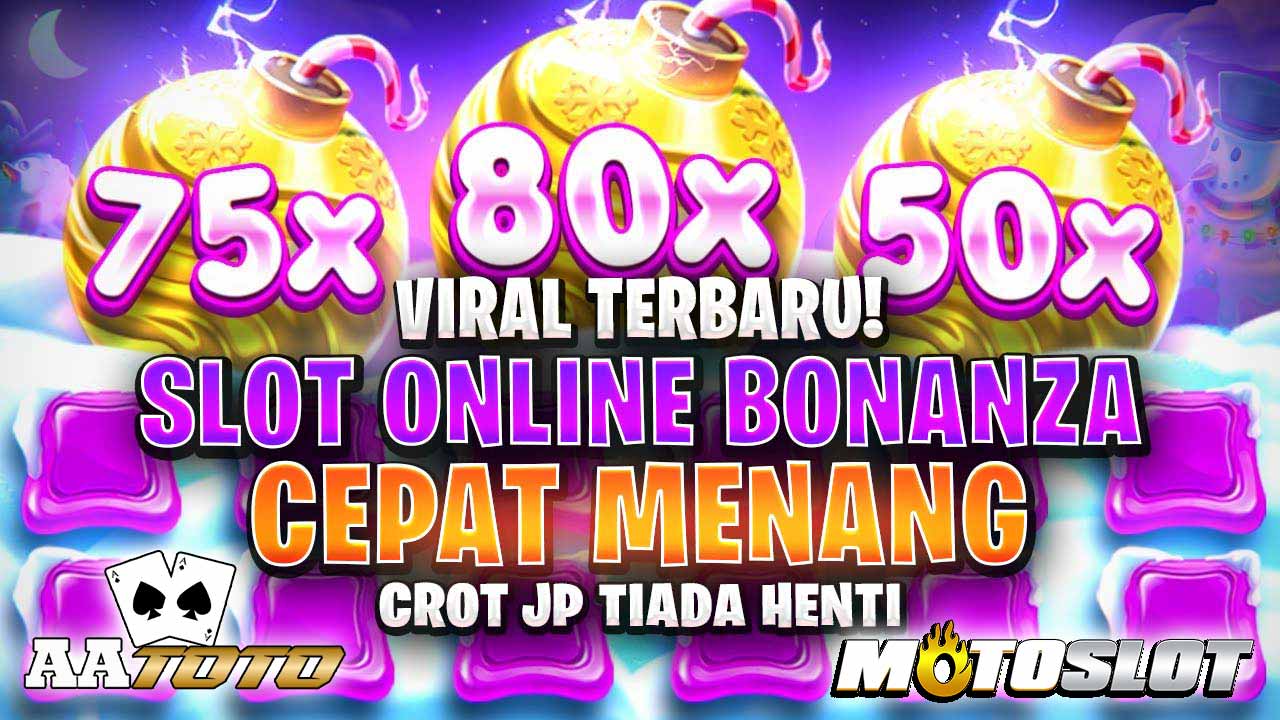 75x 80x 50x
VIRAL TERBARU!
SLOT ONLINE BONANZA
CEPAT MENANG
CROT JP TIADA HENTI
AATOTO
MOTOSLOT